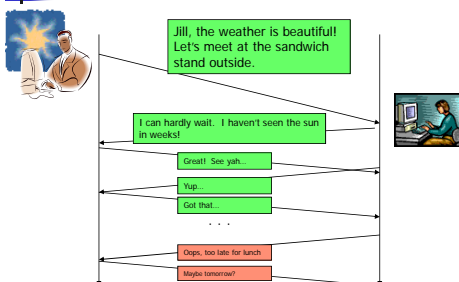 Jill, the weather is beautiful!
Let's meet at the sandwich
stand outside.
I can hardly wait. I haven't seen the sun
in weeks!
Great! See yah...
Yup...
Got that...
. . .
Oops, too late for lunch
Maybe tomorrow?